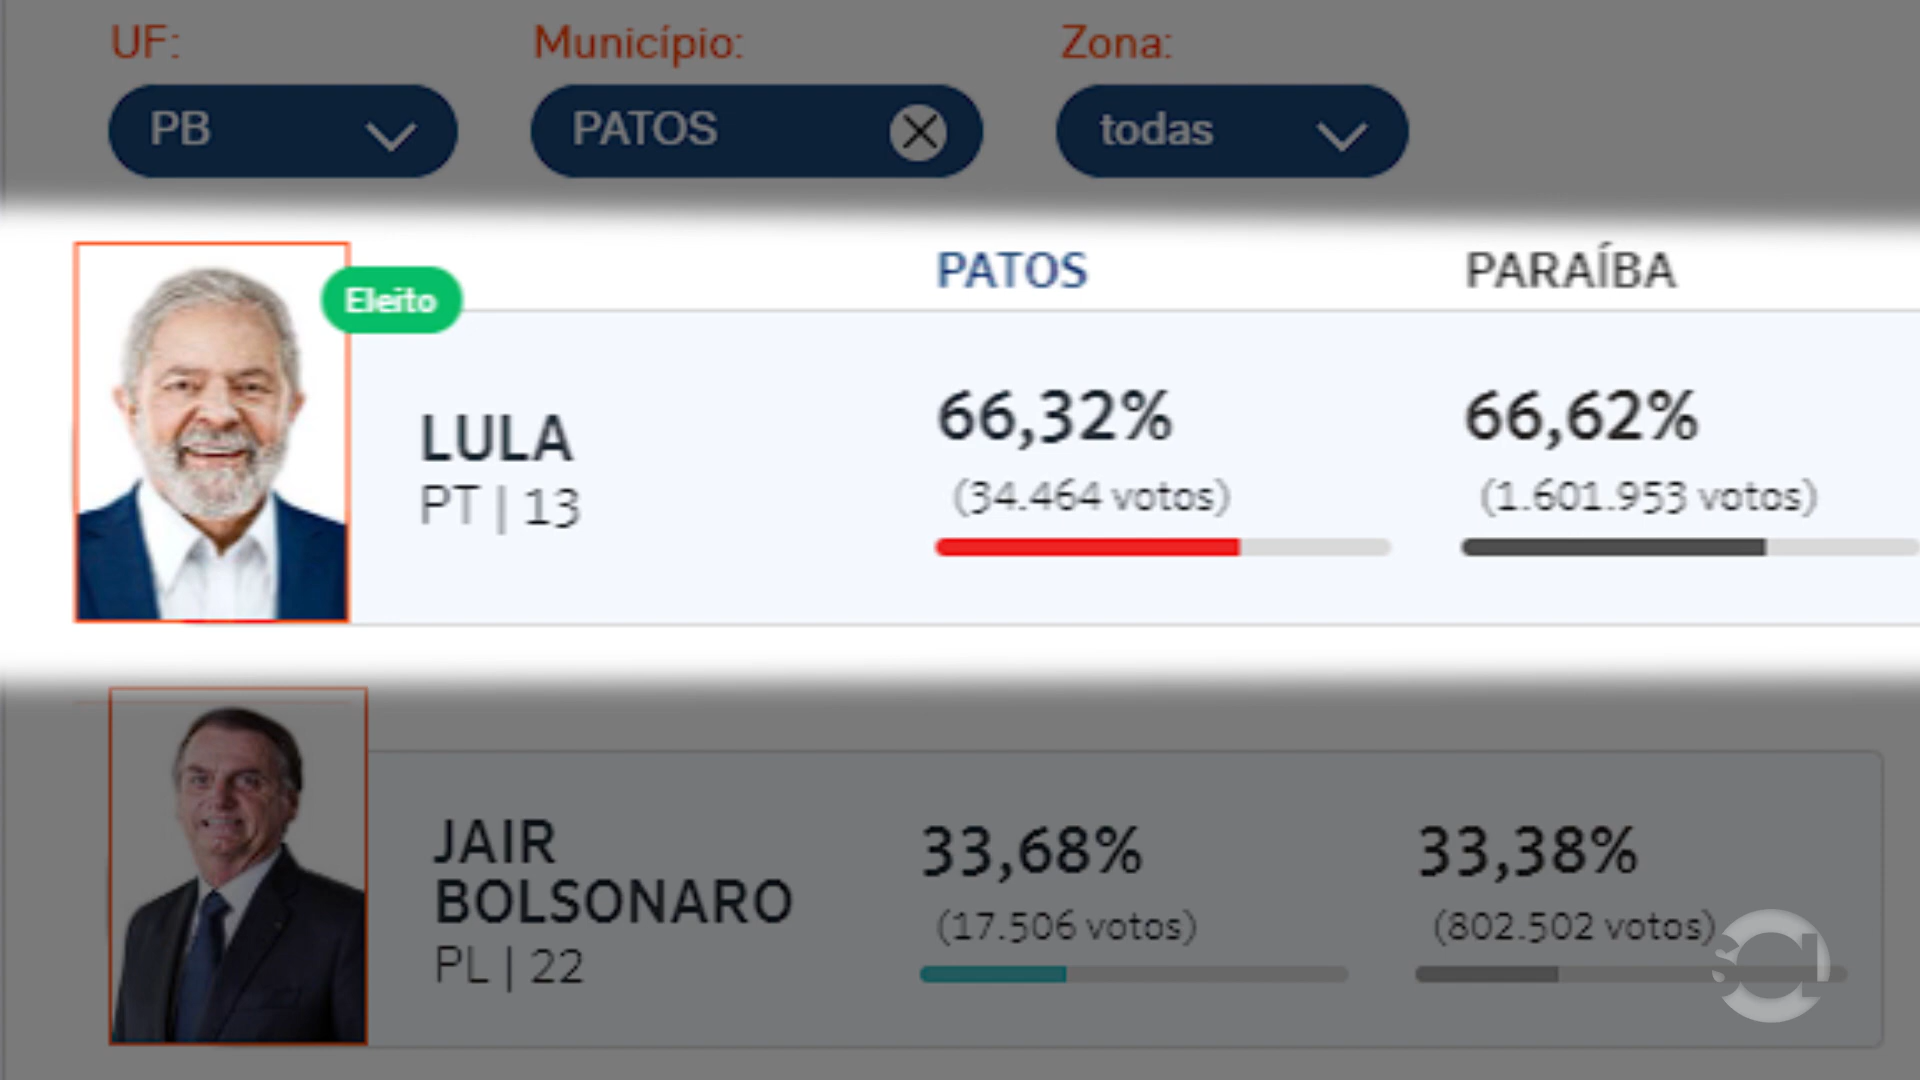 UF:
Município:
Zona:
PB
PATOS
todas
PATOS
PARAÍBA
Eleito
LULA
PT | 13
66,32%
(34.464 votos)
66,62%
(1.601.953 votos)
JAIR
BOLSONARO
PL | 22
33,68%
(17.506 votos)
33,38%
(802.502 votos)
SOL